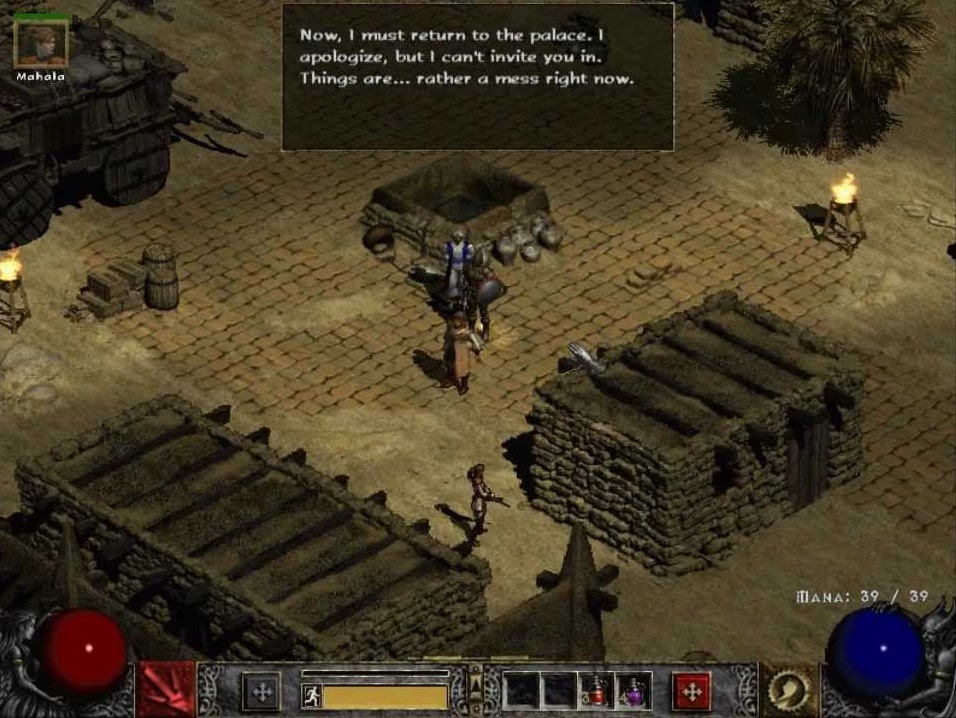 Now, I must return to the palace. I
apologize, but I can't invite you in.
Things are... rather a mess right now.
Mahala
Mana: 39 / 39